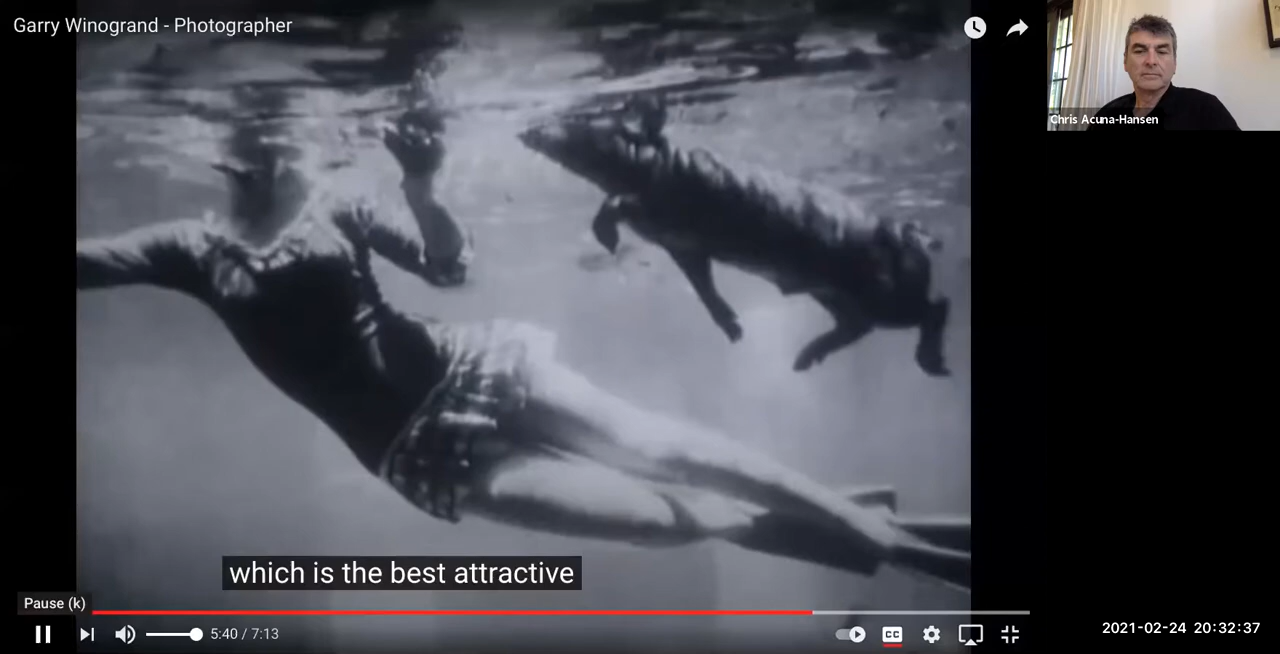 Garry Winogrand - Photographer
Chris Acuna-Hansen
which is the best attractive
Pause (k)
5:40 / 7:13
CC
2021-02-24 20:32:37